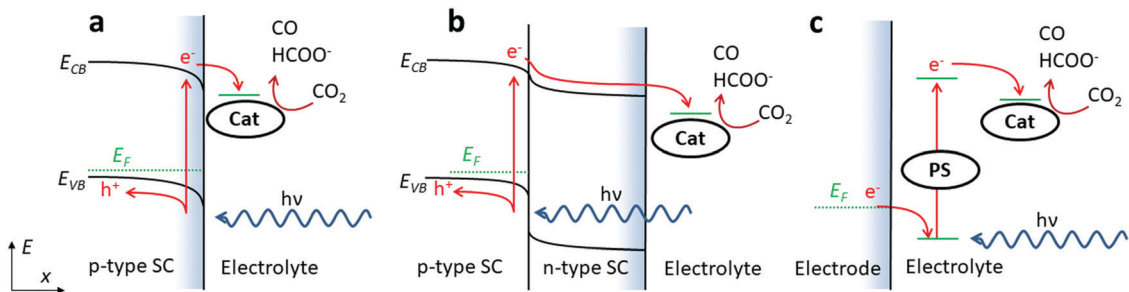 a
CO
HCOO⁻
e⁻
E_CB
CO₂
Cat
E_F
E_VB
h⁺
hν
E
x
p-type SC
Electrolyte
b
CO
HCOO⁻
e⁻
E_CB
CO₂
Cat
E_F
E_VB
h⁺
hν
p-type SC
n-type SC
Electrolyte
c
CO
HCOO⁻
e⁻
CO₂
Cat
PS
E_F
e⁻
hν
Electrode
Electrolyte